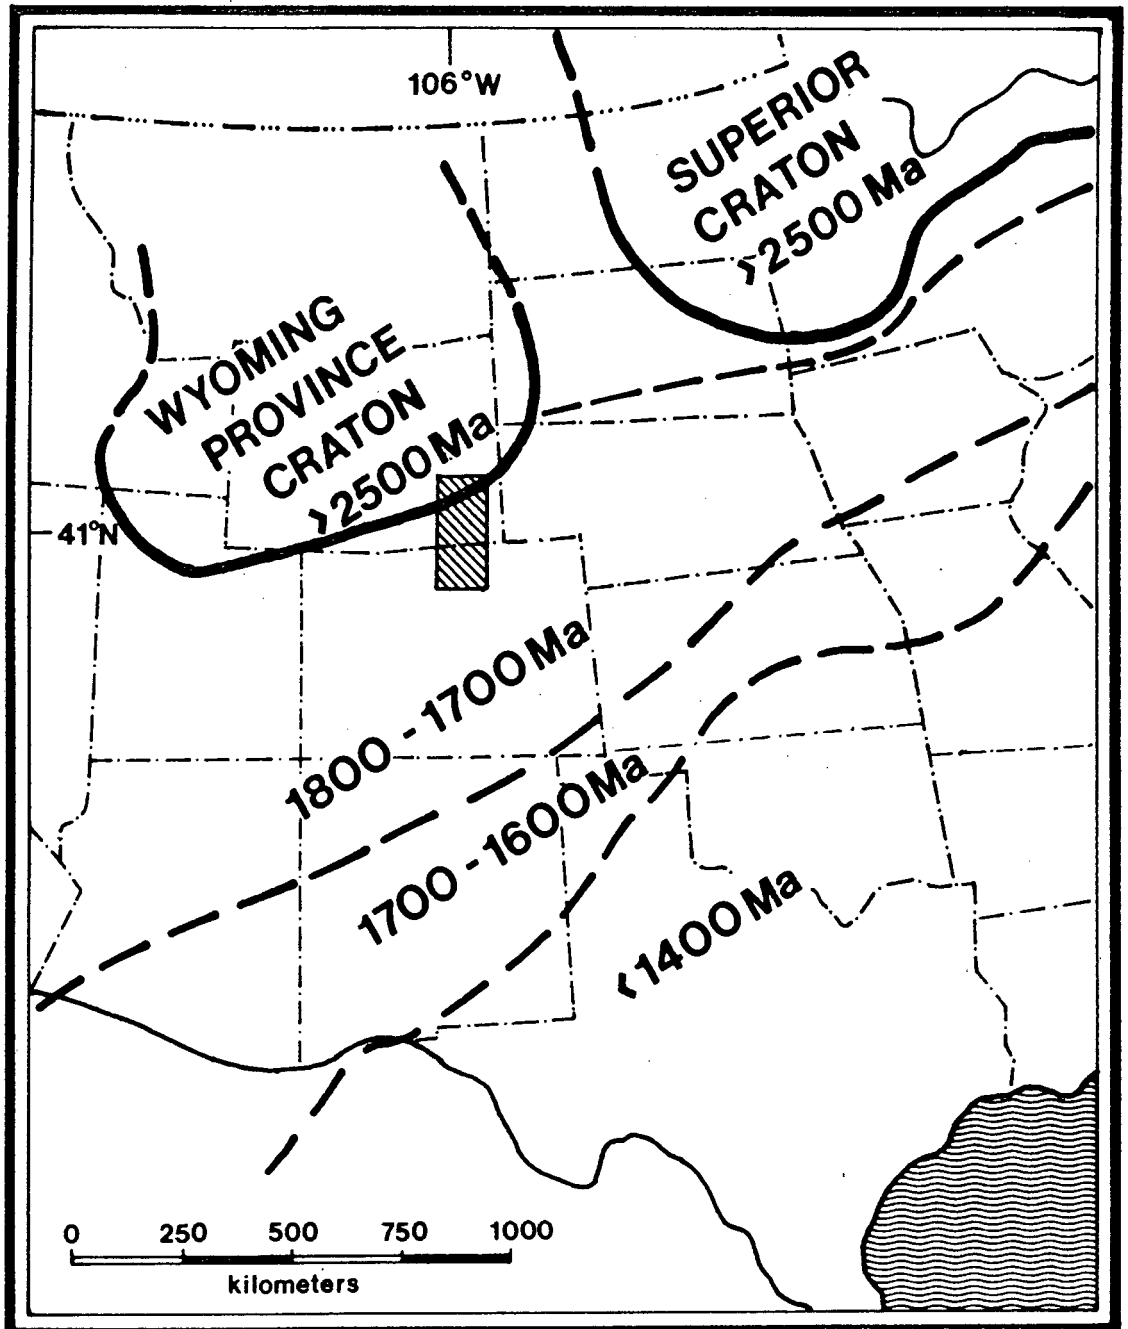 106°W
SUPERIOR
CRATON
>2500 Ma
WYOMING
PROVINCE
CRATON
>2500 Ma
41°N
1800 - 1700 Ma
1700 - 1600 Ma
<1400 Ma
0 250 500 750 1000
kilometers